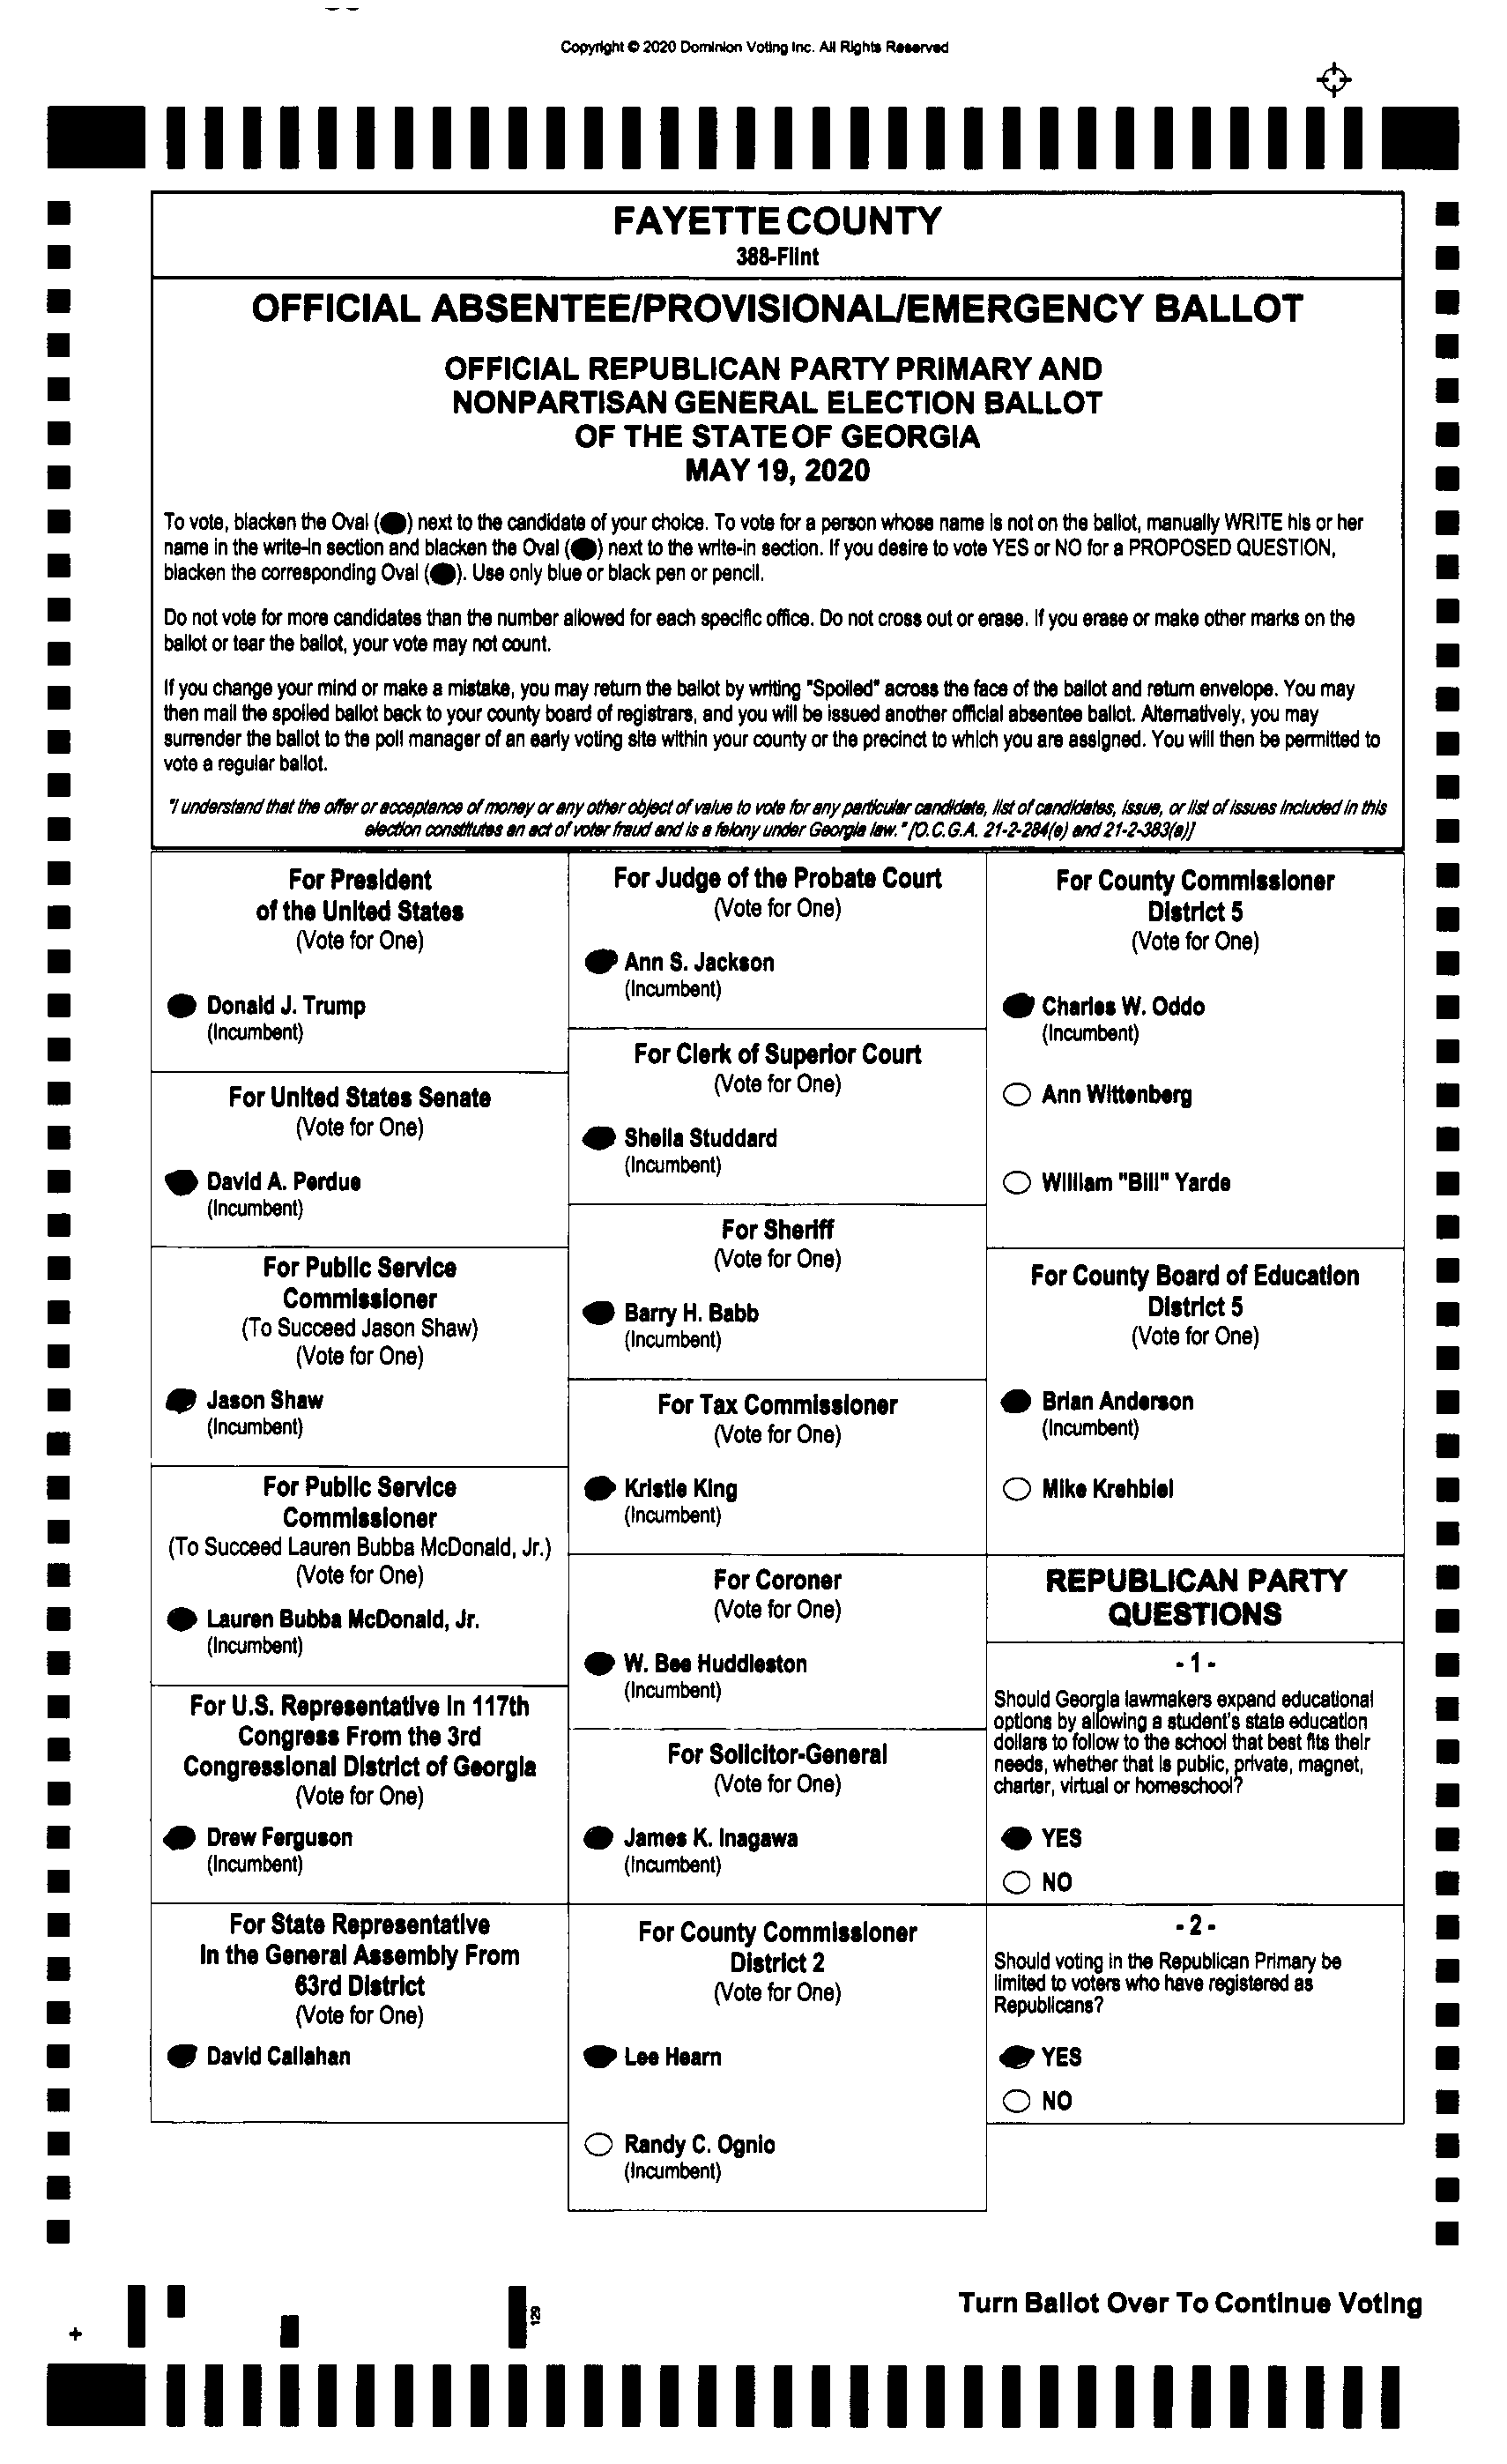 Copyright © 2020 Dominion Voting Inc. All Rights Reserved
FAYETTE COUNTY
388-Flint
OFFICIAL ABSENTEE/PROVISIONAL/EMERGENCY BALLOT
OFFICIAL REPUBLICAN PARTY PRIMARY AND
NONPARTISAN GENERAL ELECTION BALLOT
OF THE STATE OF GEORGIA
MAY 19, 2020
To vote, blacken the Oval ( ) next to the candidate of your choice. To vote for a person whose name is not on the ballot, manually WRITE his or her
name in the write-in section and blacken the Oval ( ) next to the write-in section. If you desire to vote YES or NO for a PROPOSED QUESTION,
blacken the corresponding Oval ( ). Use only blue or black pen or pencil.
Do not vote for more candidates than the number allowed for each specific office. Do not cross out or erase. If you erase or make other marks on the
ballot or tear the ballot, your vote may not count.
If you change your mind or make a mistake, you may return the ballot by writing "Spoiled" across the face of the ballot and return envelope. You may
then mail the spoiled ballot back to your county board of registrars, and you will be issued another official absentee ballot. Alternatively, you may
surrender the ballot to the poll manager of an early voting site within your county or the precinct to which you are assigned. You will then be permitted to
vote a regular ballot.
"I understand that the offer or acceptance of money or any other object of value to vote for any particular candidate, list of candidates, issue, or list of issues included in this
election constitutes an act of voter fraud and is a felony under Georgia law." [O.C.G.A. 21-2-284(e) and 21-2-383(a)]
For President
of the United States
(Vote for One)
Donald J. Trump
(Incumbent)
For United States Senate
(Vote for One)
David A. Perdue
(Incumbent)
For Public Service
Commissioner
(To Succeed Jason Shaw)
(Vote for One)
Jason Shaw
(Incumbent)
For Public Service
Commissioner
(To Succeed Lauren Bubba McDonald, Jr.)
(Vote for One)
Lauren Bubba McDonald, Jr.
(Incumbent)
For U.S. Representative in 117th
Congress From the 3rd
Congressional District of Georgia
(Vote for One)
Drew Ferguson
(Incumbent)
For State Representative
In the General Assembly From
63rd District
(Vote for One)
David Callahan
For Judge of the Probate Court
(Vote for One)
Ann S. Jackson
(Incumbent)
For Clerk of Superior Court
(Vote for One)
Sheila Studdard
(Incumbent)
For Sheriff
(Vote for One)
Barry H. Babb
(Incumbent)
For Tax Commissioner
(Vote for One)
Kristie King
(Incumbent)
For Coroner
(Vote for One)
W. Bee Huddleston
(Incumbent)
For Solicitor-General
(Vote for One)
James K. Inagawa
(Incumbent)
For County Commissioner
District 2
(Vote for One)
Lee Hearn
Randy C. Ognio
(Incumbent)
For County Commissioner
District 5
(Vote for One)
Charles W. Oddo
(Incumbent)
Ann Wittenberg
William "Bill" Yarde
For County Board of Education
District 5
(Vote for One)
Brian Anderson
(Incumbent)
Mike Krehbiel
REPUBLICAN PARTY
QUESTIONS
- 1 -
Should Georgia lawmakers expand educational
options by allowing a student's state education
dollars to follow to the school that best fits their
needs, whether that is public, private, magnet,
charter, virtual or homeschool?
YES
NO
- 2 -
Should voting in the Republican Primary be
limited to voters who have registered as
Republicans?
YES
NO
129
Turn Ballot Over To Continue Voting